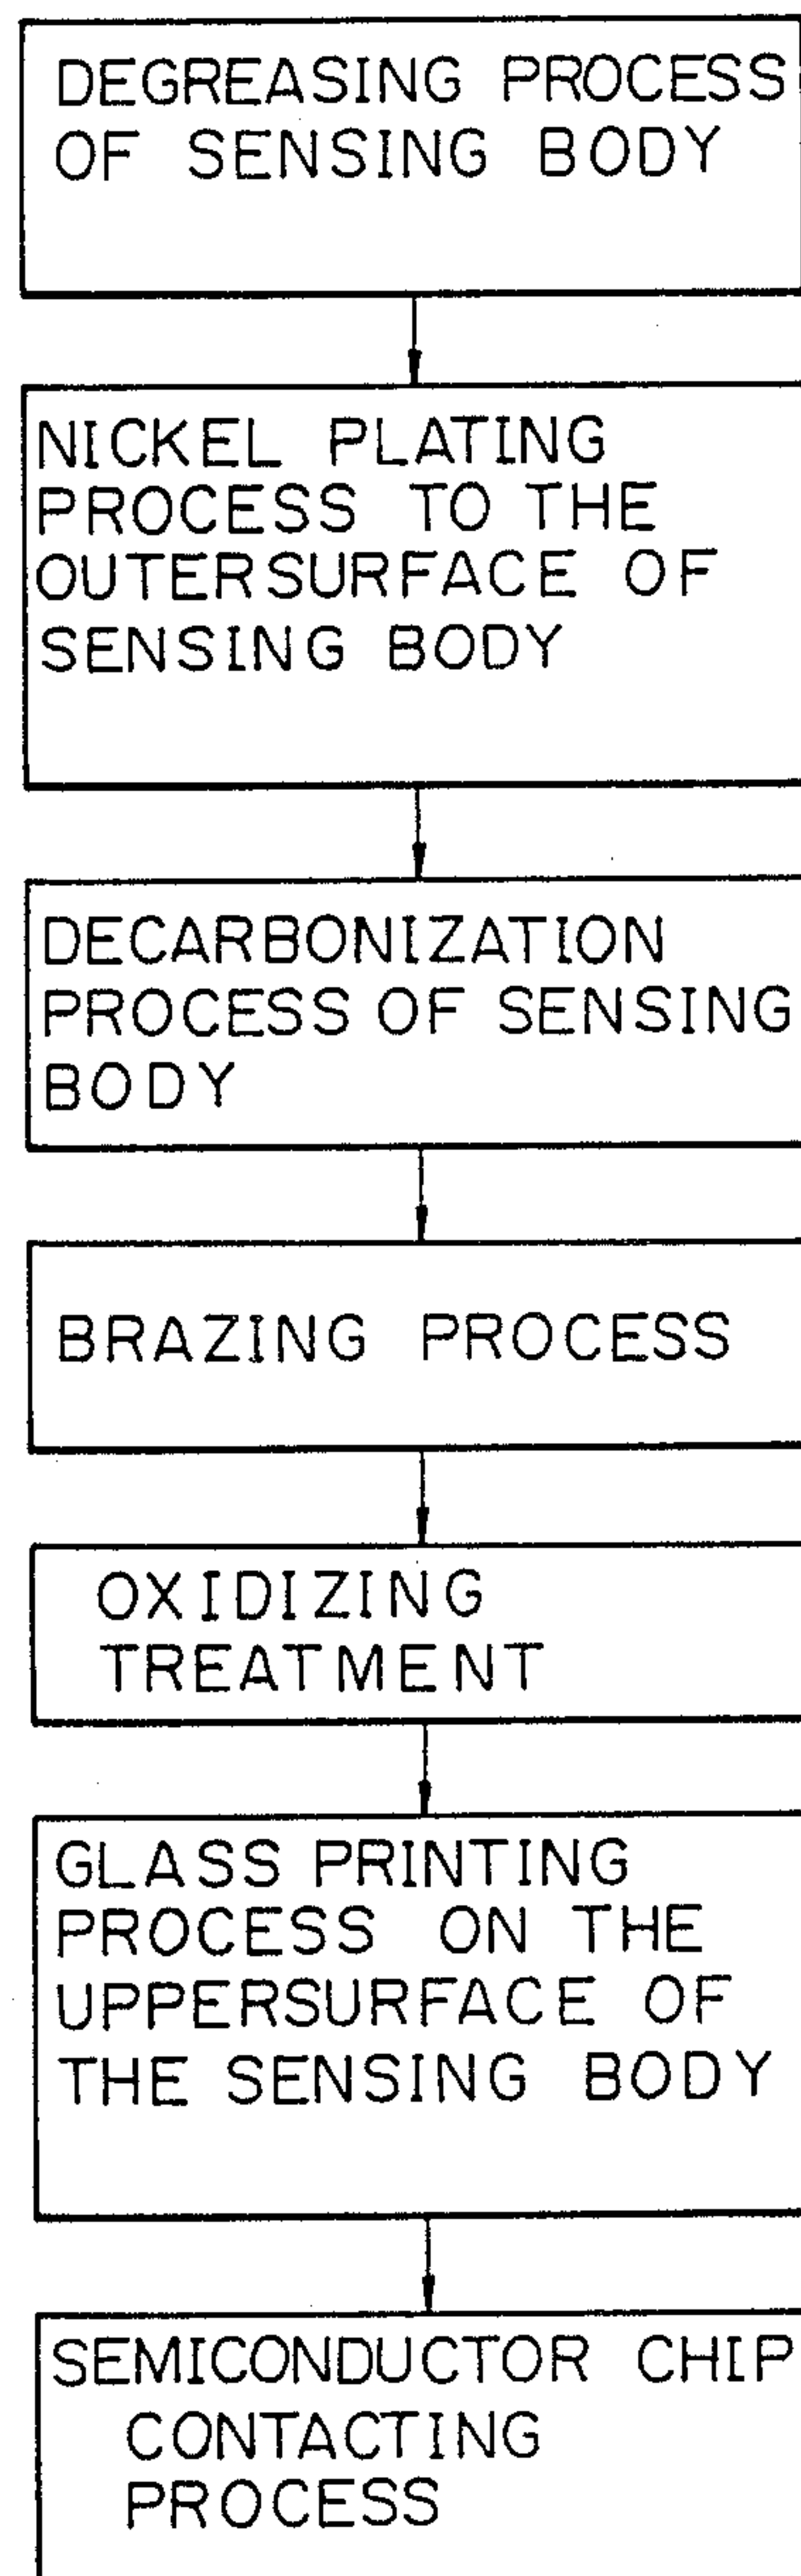 DEGREASING PROCESS
OF SENSING BODY
NICKEL PLATING
PROCESS TO THE
OUTERSURFACE OF
SENSING BODY
DECARBONIZATION
PROCESS OF SENSING
BODY
BRAZING PROCESS
OXIDIZING
TREATMENT
GLASS PRINTING
PROCESS ON THE
UPPERSURFACE OF
THE SENSING BODY
SEMICONDUCTOR CHIP
CONTACTING
PROCESS